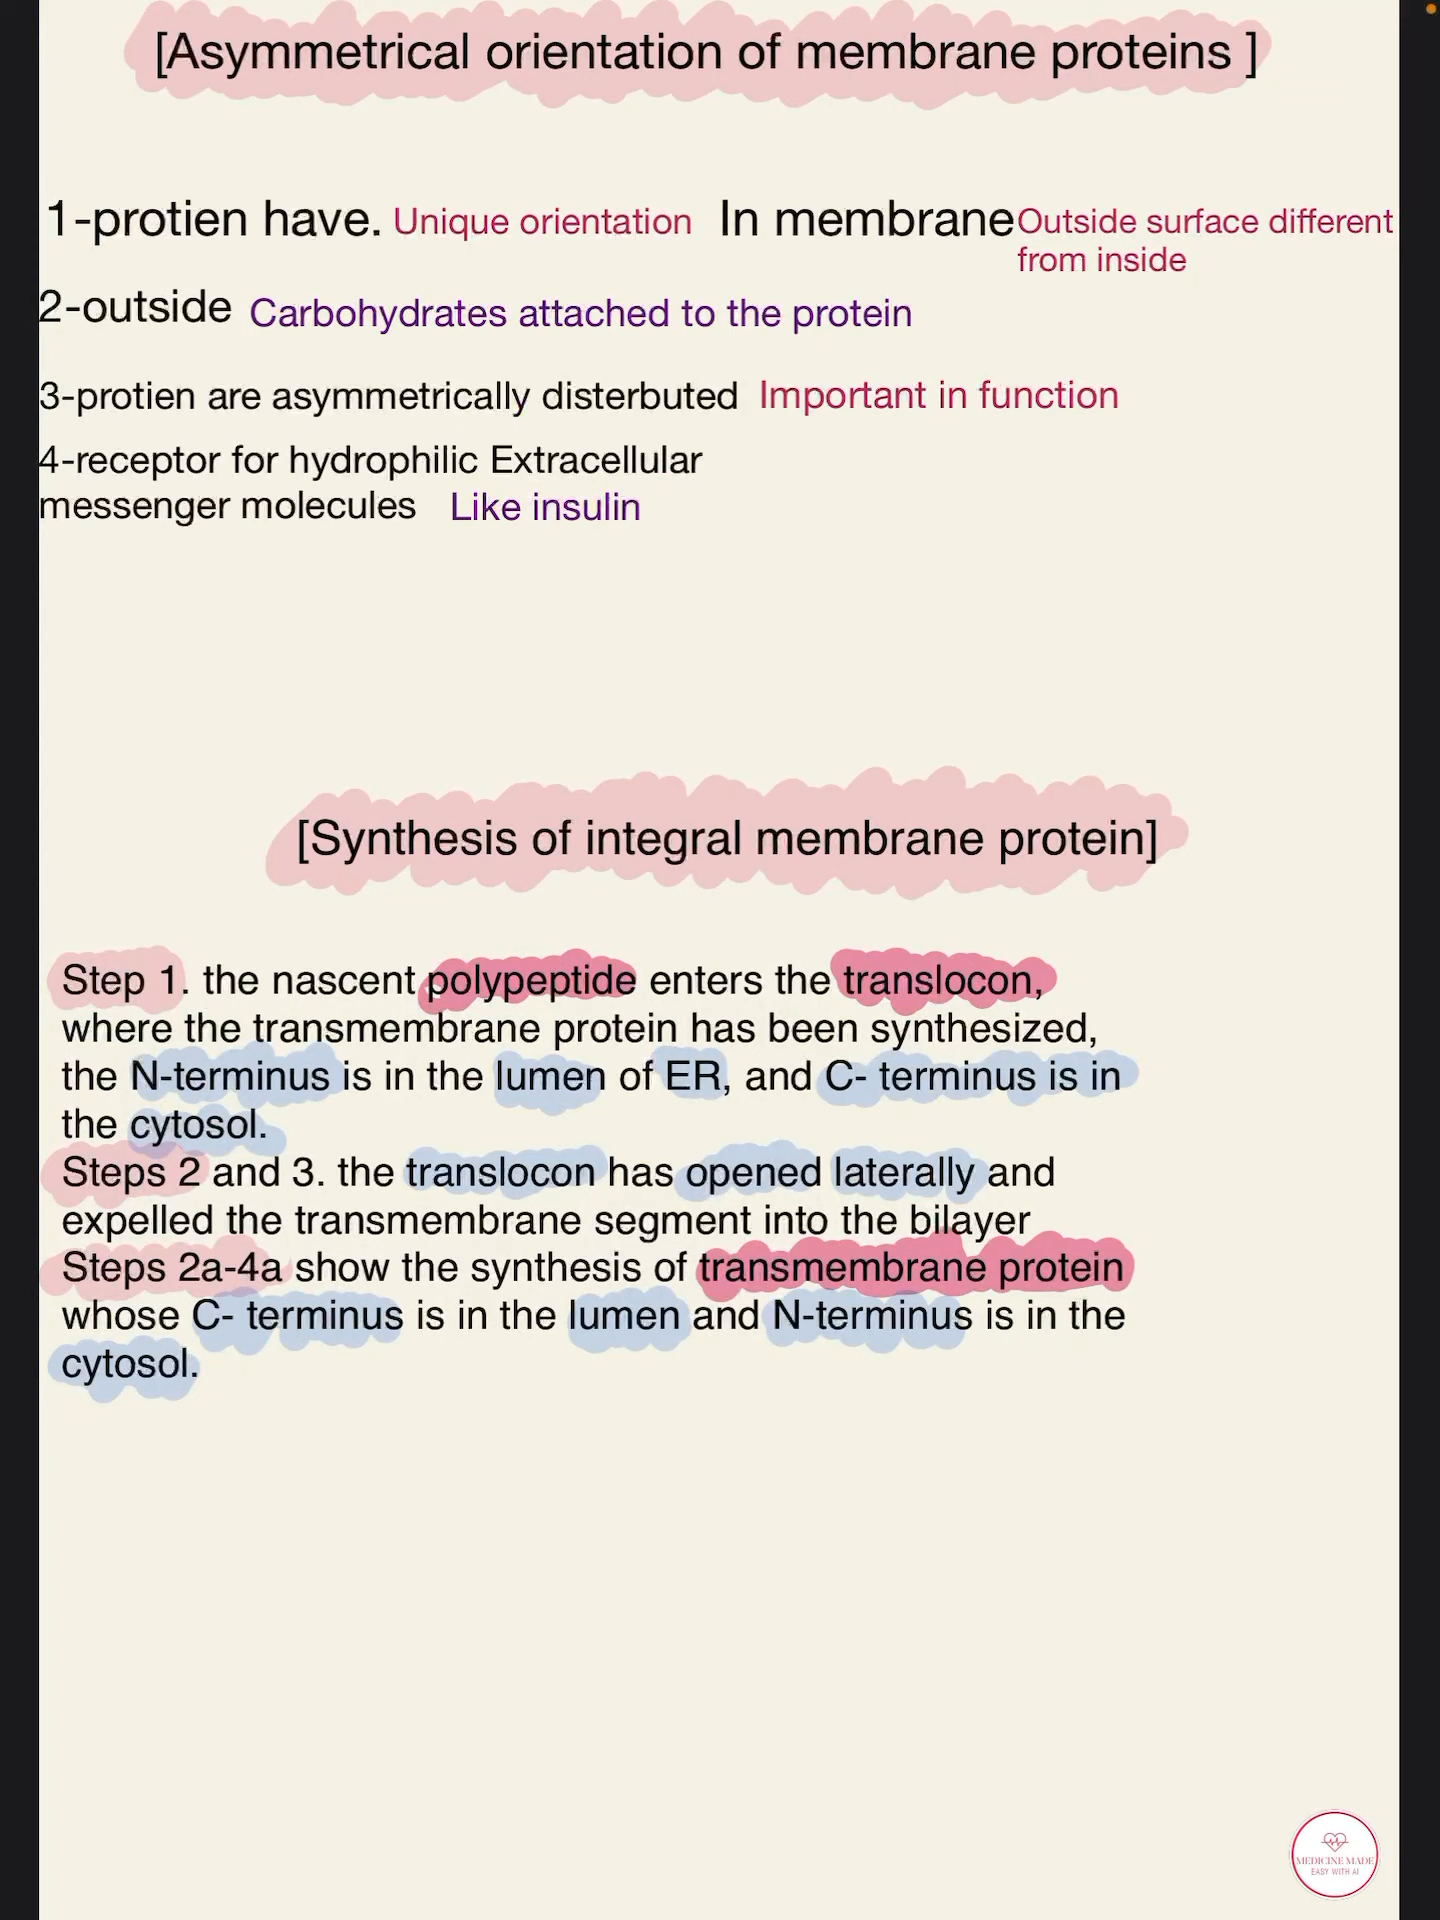 [Asymmetrical orientation of membrane proteins ]
1-protien have. Unique orientation In membrane Outside surface different
from inside
2-outside Carbohydrates attached to the protein
3-protien are asymmetrically disterbuted Important in function
4-receptor for hydrophilic Extracellular
messenger molecules Like insulin
[Synthesis of integral membrane protein]
Step 1. the nascent polypeptide enters the translocon,
where the transmembrane protein has been synthesized,
the N-terminus is in the lumen of ER, and C- terminus is in
the cytosol.
Steps 2 and 3. the translocon has opened laterally and
expelled the transmembrane segment into the bilayer
Steps 2a-4a show the synthesis of transmembrane protein
whose C- terminus is in the lumen and N-terminus is in the
cytosol.
MEDICINE MADE
EASY WITH AI